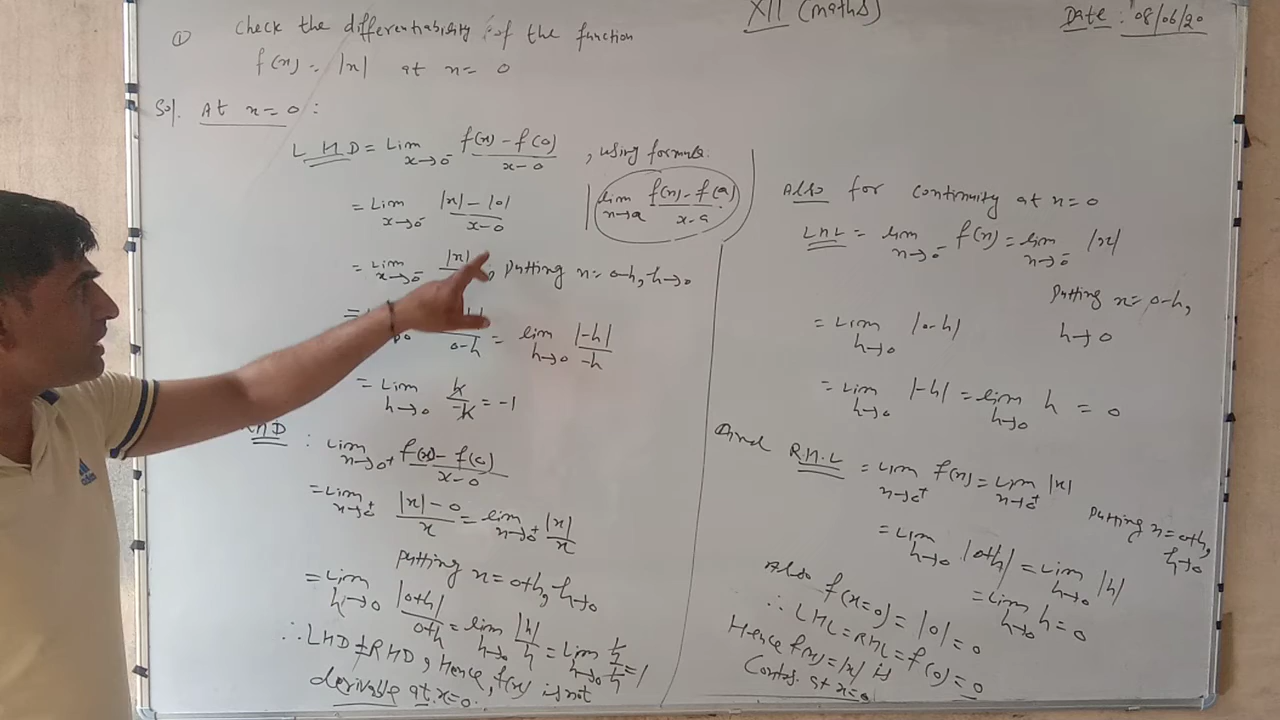 XII (maths)
Date : 08/06/20
① Check the differentiability of the function
f(x) = |x| at x = 0
Sol. At x = 0 :
L H D = Lim x→0⁻ f(x) - f(0) / x-0 , using formula.
lim x→a f(x) - f(a) / x-a
= Lim x→0⁻ |x| - |0| / x-0
= Lim x→0⁻ |x| , putting x = 0-h, h→0
0-h = lim h→0 |-h| / -h
= Lim h→0 h / -h = -1
RHD : Lim x→0⁺ f(x) - f(0) / x-0
= Lim x→0⁺ |x| - 0 / x = lim x→0⁺ |x| / x
putting x = 0+h, h→0
= Lim h→0 |0+h| / 0+h = lim h→0 |h| / h = Lim h→0 h / h = 1
∴ LHD ≠ RHD, Hence, f(x) is not
derivable at x=0.
Also for continuity at x = 0
LHL = lim x→0⁻ f(x) = lim x→0⁻ |x|
Putting x = 0-h,
h→0
= Lim h→0 |0-h|
= Lim h→0 |-h| = lim h→0 h = 0
And R.H.L = Lim x→0⁺ f(x) = Lim x→0⁺ |x|
Putting x = 0+h,
h→0
= Lim h→0 |0+h| = Lim h→0 |h|
= Lim h→0 h = 0
Also f(x=0) = |0| = 0
∴ LHL = RHL = f(0) = 0
Hence f(x) = |x| is
Conts. at x=0